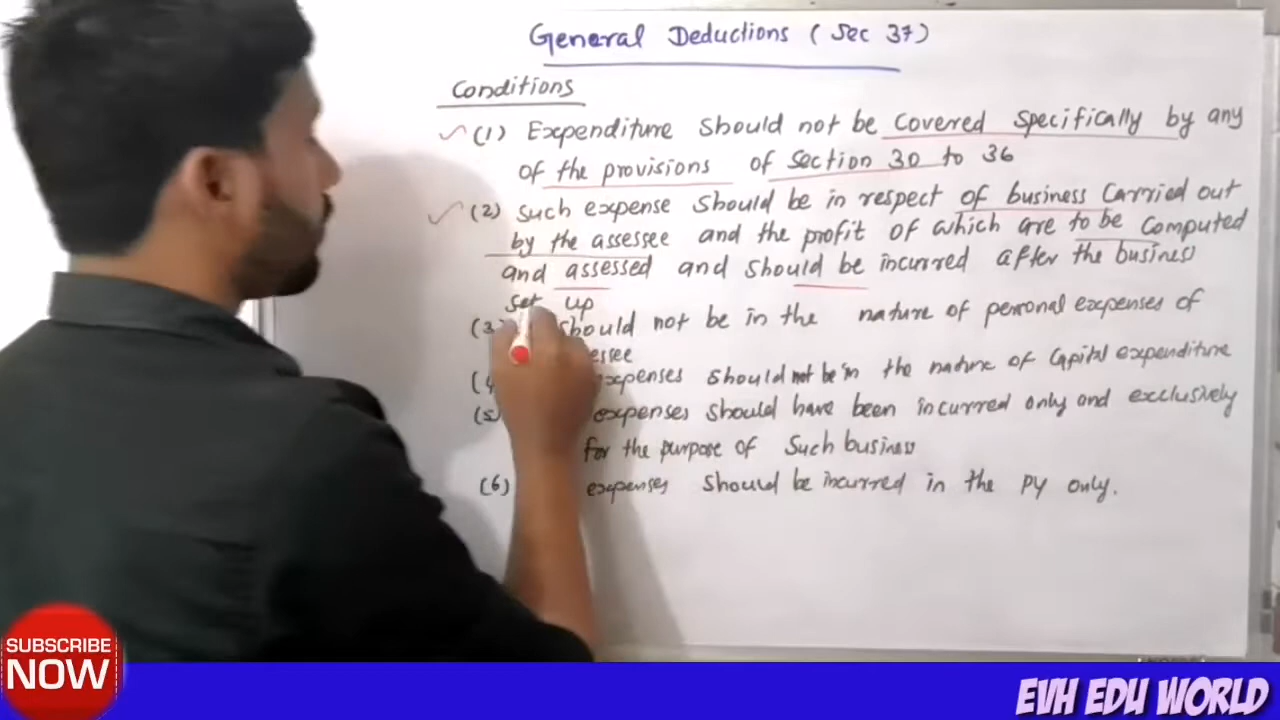 General Deductions ( Sec 37)
Conditions
(1) Expenditure should not be Covered specifically by any
of the provisions of section 30 to 36
(2) Such expense should be in respect of business Carried out
by the assessee and the profit of which are to be computed
and assessed and should be incurred after the business
set up
(3) should not be in the nature of personal expenses of
essee
(4 expenses should not be in the nature of Capital expenditure
(5) expenses should have been incurred only and exclusively
for the purpose of such business
(6) expenses should be incurred in the PY only.
SUBSCRIBE
NOW
EVH EDU WORLD